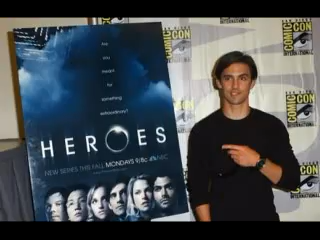 Are
you
meant
for
something
extraordinary?
HEROES
NEW SERIES THIS FALL MONDAYS 9/8c NBC
COMIC
CON
INTERNATIONAL
COMIC
CON
INTERNATIONAL
COMIC
CON
INTERNATIONAL
COMIC
CON